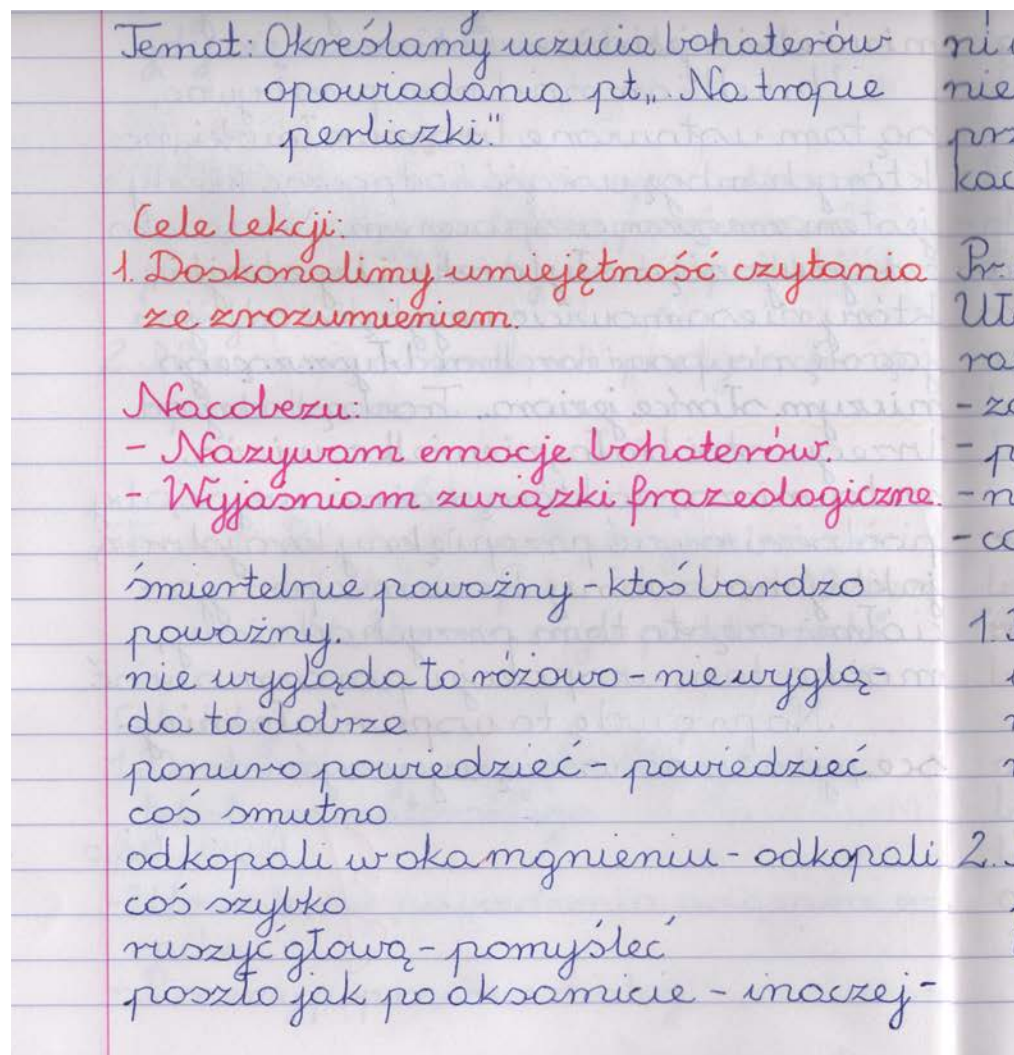 Temat: Określamy uczucia bohaterów
opowiadania pt. „Na tropie
perliczki."
Cele lekcji:
1. Doskonalimy umiejętność czytania
ze zrozumieniem.
Nacobezu:
- Nazywam emocje bohaterów.
- Wyjaśniam związki frazeologiczne.
śmiertelnie poważny - ktoś bardzo
poważny.
nie wygląda to różowo - nie wyglą-
da to dobrze
ponuro powiedzieć - powiedzieć
coś smutno
odkopali w oka mgnieniu - odkopali
coś szybko
ruszyć głową - pomyśleć
poszło jak po aksamicie - inaczej -